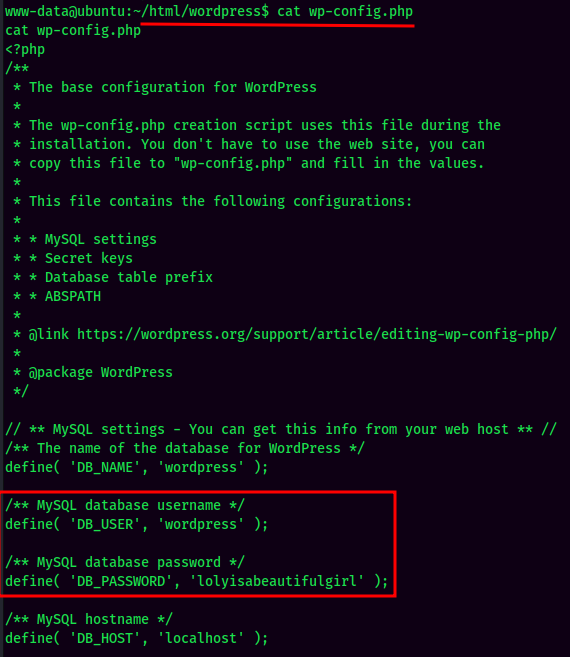 www-data@ubuntu:~/html/wordpress$ cat wp-config.php
cat wp-config.php
<?php
/**
 * The base configuration for WordPress
 *
 * The wp-config.php creation script uses this file during the
 * installation. You don't have to use the web site, you can
 * copy this file to "wp-config.php" and fill in the values.
 *
 * This file contains the following configurations:
 *
 * * MySQL settings
 * * Secret keys
 * * Database table prefix
 * * ABSPATH
 *
 * @link https://wordpress.org/support/article/editing-wp-config-php/
 *
 * @package WordPress
 */

// ** MySQL settings - You can get this info from your web host ** //
/** The name of the database for WordPress */
define( 'DB_NAME', 'wordpress' );

/** MySQL database username */
define( 'DB_USER', 'wordpress' );

/** MySQL database password */
define( 'DB_PASSWORD', 'lolyisabeautifulgirl' );

/** MySQL hostname */
define( 'DB_HOST', 'localhost' );